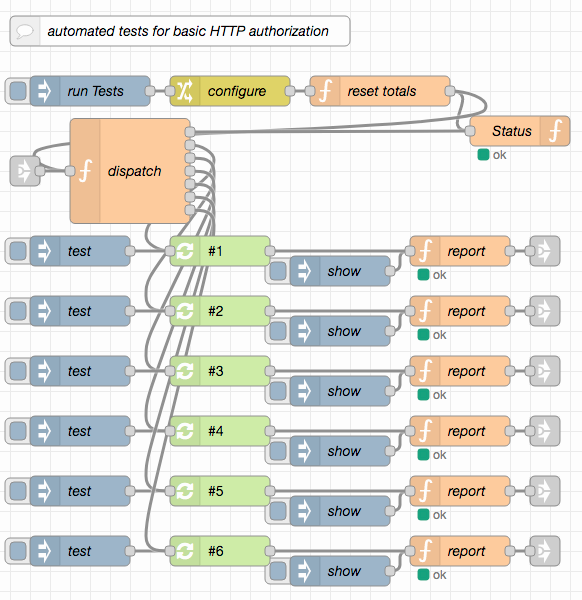 automated tests for basic HTTP authorization
run Tests
configure
reset totals
Status
ok
dispatch
test
#1
show
report
ok
test
#2
show
report
ok
test
#3
show
report
ok
test
#4
show
report
ok
test
#5
show
report
ok
test
#6
show
report
ok